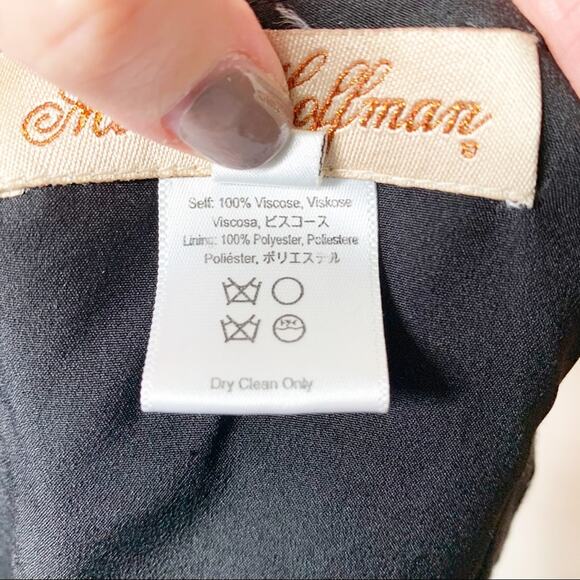 Hollman
Self: 100% Viscose, Viskose
Viscosa, ビスコース
Lining: 100% Polyester, Poliestere
Poliéster, ポリエステル
Dry Clean Only